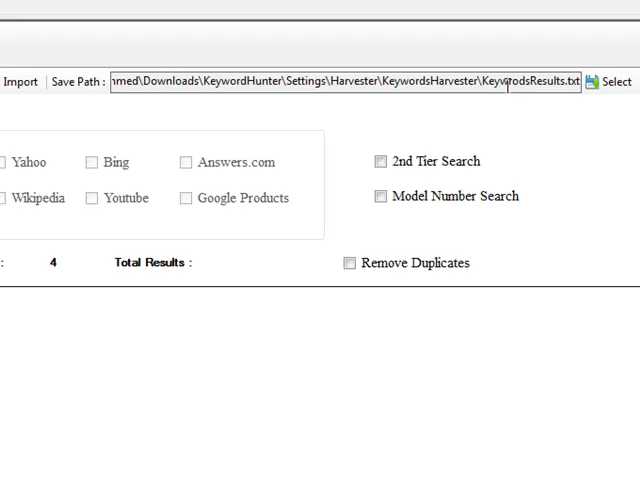 Import Save Path : nmed\Downloads\KeywordHunter\Settings\Harvester\KeywordsHarvester\KeywrodsResults.txt Select
Yahoo Bing Answers.com 2nd Tier Search
Wikipedia Youtube Google Products Model Number Search
: 4 Total Results : Remove Duplicates